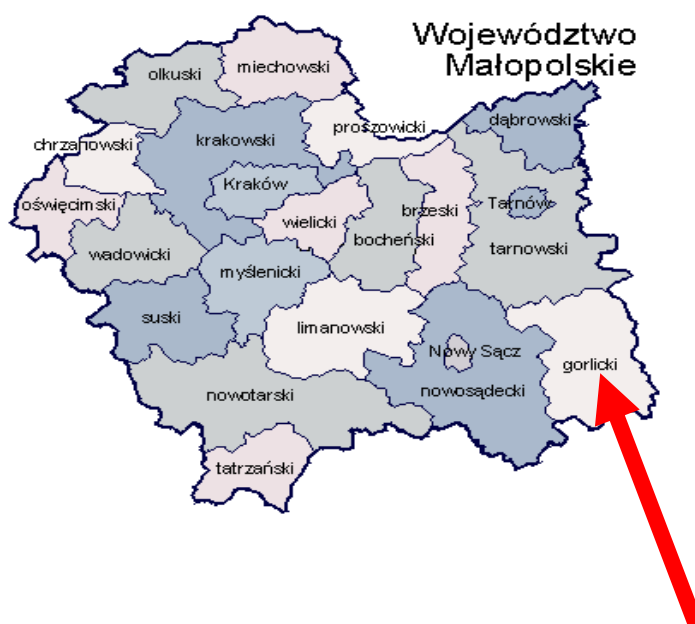 Województwo
Małopolskie
olkuski
miechowski
chrzanowski
krakowski
proszowicki
dąbrowski
Kraków
oświęcimski
wielicki
brzeski
Tarnów
wadowicki
bocheński
tarnowski
myślenicki
suski
limanowski
Nowy Sącz
gorlicki
nowotarski
nowosądecki
tatrzański